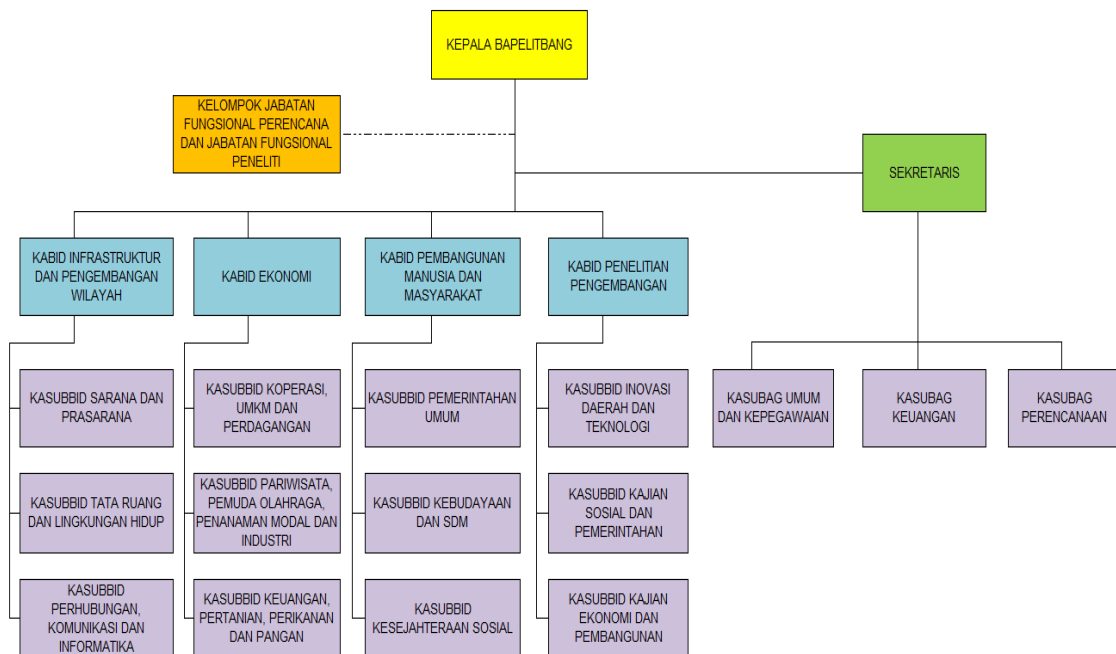 KEPALA BAPELITBANG
KELOMPOK JABATAN
FUNGSIONAL PERENCANA
DAN JABATAN FUNGSIONAL
PENELITI
SEKRETARIS
KABID INFRASTRUKTUR
DAN PENGEMBANGAN
WILAYAH
KABID EKONOMI
KABID PEMBANGUNAN
MANUSIA DAN
MASYARAKAT
KABID PENELITIAN
PENGEMBANGAN
KASUBBID SARANA DAN
PRASARANA
KASUBBID KOPERASI,
UMKM DAN
PERDAGANGAN
KASUBBID PEMERINTAHAN
UMUM
KASUBBID INOVASI
DAERAH DAN
TEKNOLOGI
KASUBAG UMUM
DAN KEPEGAWAIAN
KASUBAG
KEUANGAN
KASUBAG
PERENCANAAN
KASUBBID TATA RUANG
DAN LINGKUNGAN HIDUP
KASUBBID PARIWISATA,
PEMUDA OLAHRAGA,
PENANAMAN MODAL DAN
INDUSTRI
KASUBBID KEBUDAYAAN
DAN SDM
KASUBBID KAJIAN
SOSIAL DAN
PEMERINTAHAN
KASUBBID
PERHUBUNGAN,
KOMUNIKASI DAN
INFORMATIKA
KASUBBID KEUANGAN,
PERTANIAN, PERIKANAN
DAN PANGAN
KASUBBID
KESEJAHTERAAN SOSIAL
KASUBBID KAJIAN
EKONOMI DAN
PEMBANGUNAN